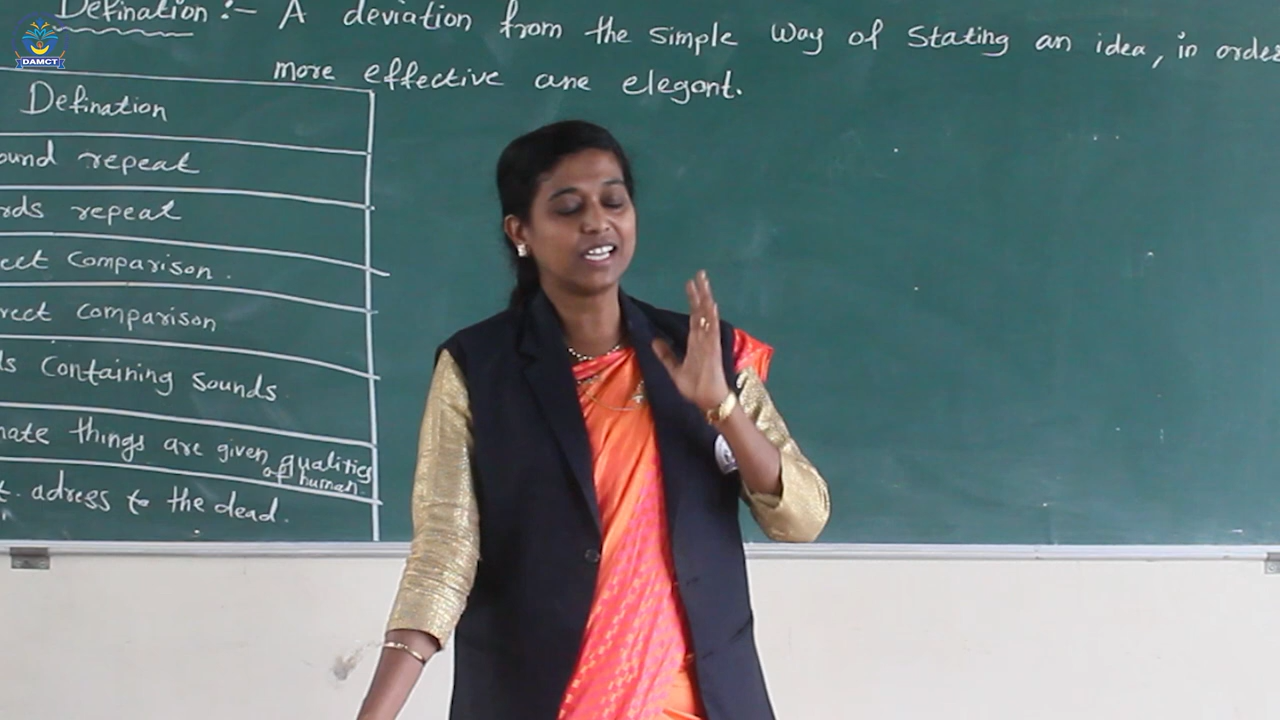 DAMCT
Defination :- A deviation from the simple way of stating an idea, in order
more effective ane elegant.
Defination
ound repeat
rds repeat
ect Comparison.
rect Comparison
ds Containing Sounds
nate things are given qualities
of human.
t. adress to the dead.